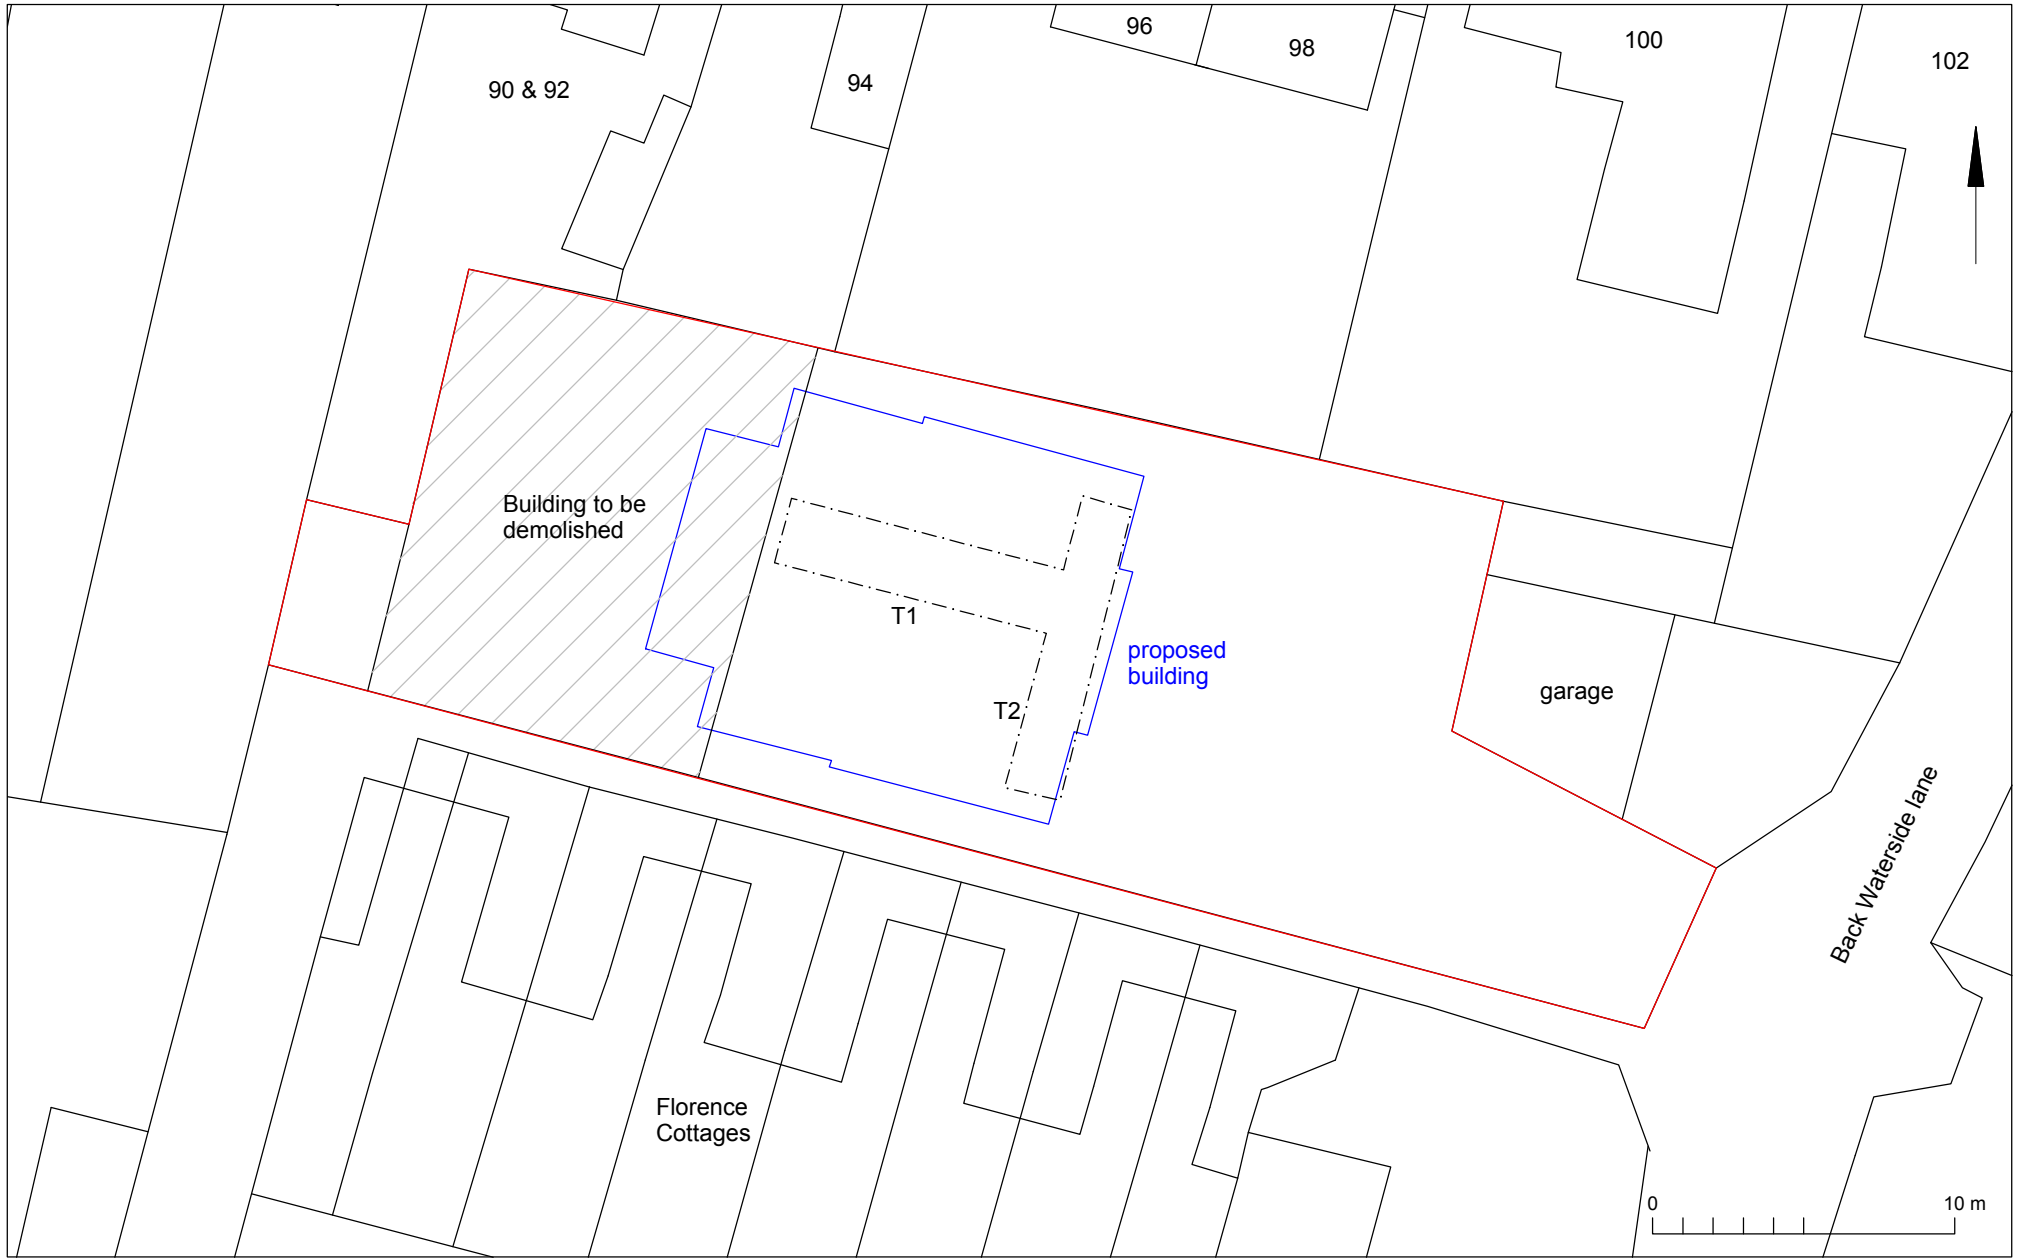 96
98
100
102
90 & 92
94
Building to be
demolished
T1
T2
proposed
building
garage
Back Waterside lane
Florence
Cottages
0
10 m